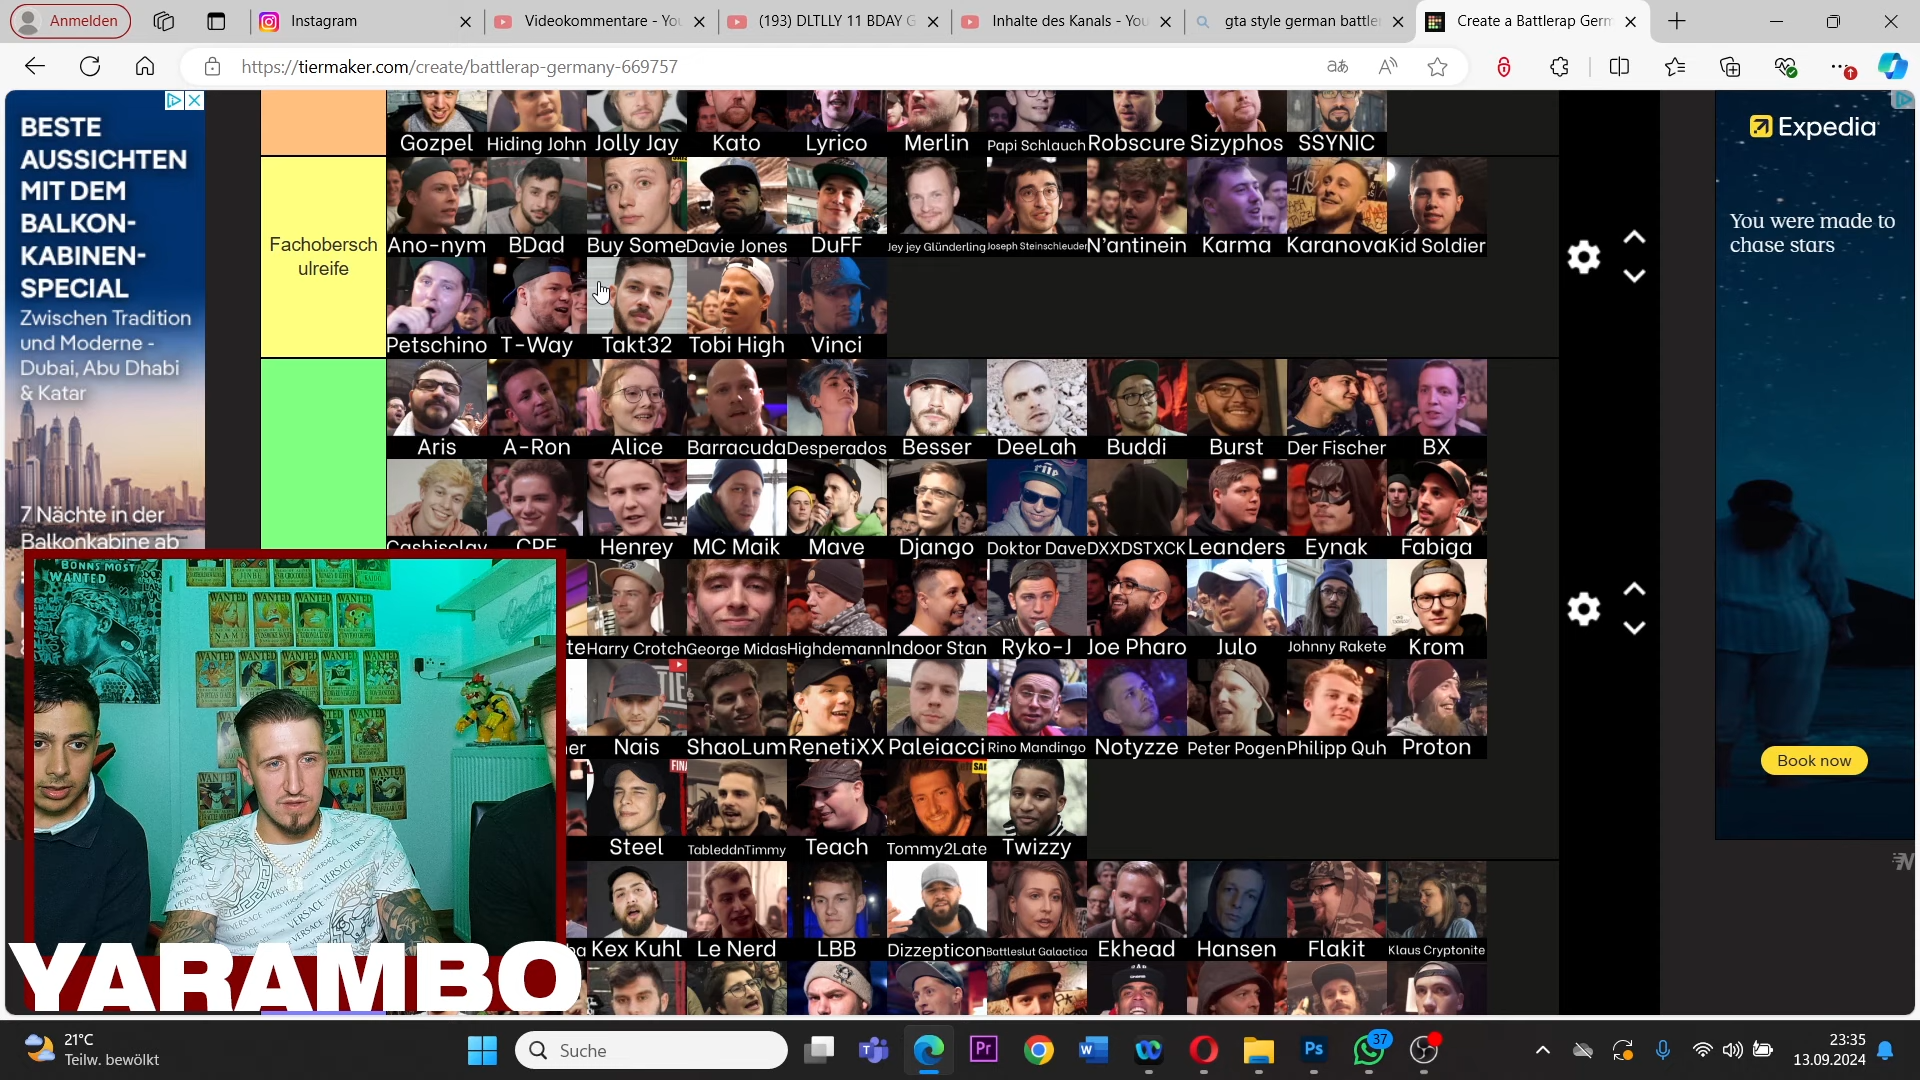 Anmelden
Instagram
Videokommentare - You
(193) DLTLLY 11 BDAY G
Inhalte des Kanals - You
gta style german battle
Create a Battlerap Germ
https://tiermaker.com/create/battlerap-germany-669757
BESTE
AUSSICHTEN
MIT DEM
BALKON-
KABINEN-
SPECIAL
Zwischen Tradition
und Moderne -
Dubai, Abu Dhabi
& Katar
7 Nächte in der
Balkonkabine ab
Gozpel Hiding John Jolly Jay Kato Lyrico Merlin Papi Schlauch Robscure Sizyphos SSYNIC
Fachobersch
ulreife
Ano-nym BDad Buy Some Davie Jones DuFF Jey jey Glünderling Joseph Steinschleuder N'antinein Karma Karanova Kid Soldier
Petschino T-Way Takt32 Tobi High Vinci
Aris A-Ron Alice Barracuda Desperados Besser DeeLah Buddi Burst Der Fischer BX
Cashisclay CPE Henrey MC Maik Mave Django Doktor Dave DXXDSTXCK Leanders Eynak Fabiga
te Harry Crotch George Midas Highdemann Indoor Stan Ryko-J Joe Pharo Julo Johnny Rakete Krom
er Nais ShaoLum RenetiXX Paleiacci Rino Mandingo Notyzze Peter Pogen Philipp Quh Proton
Steel TableddnTimmy Teach Tommy2Late Twizzy
Kex Kuhl Le Nerd LBB Dizzepticon Battleslut Galactica Ekhead Hansen Flakit Klaus Cryptonite
Expedia
You were made to
chase stars
Book now
BONNS MOST
WANTED
YARAMBO
21°C
Teilw. bewölkt
Suche
37
23:35
13.09.2024